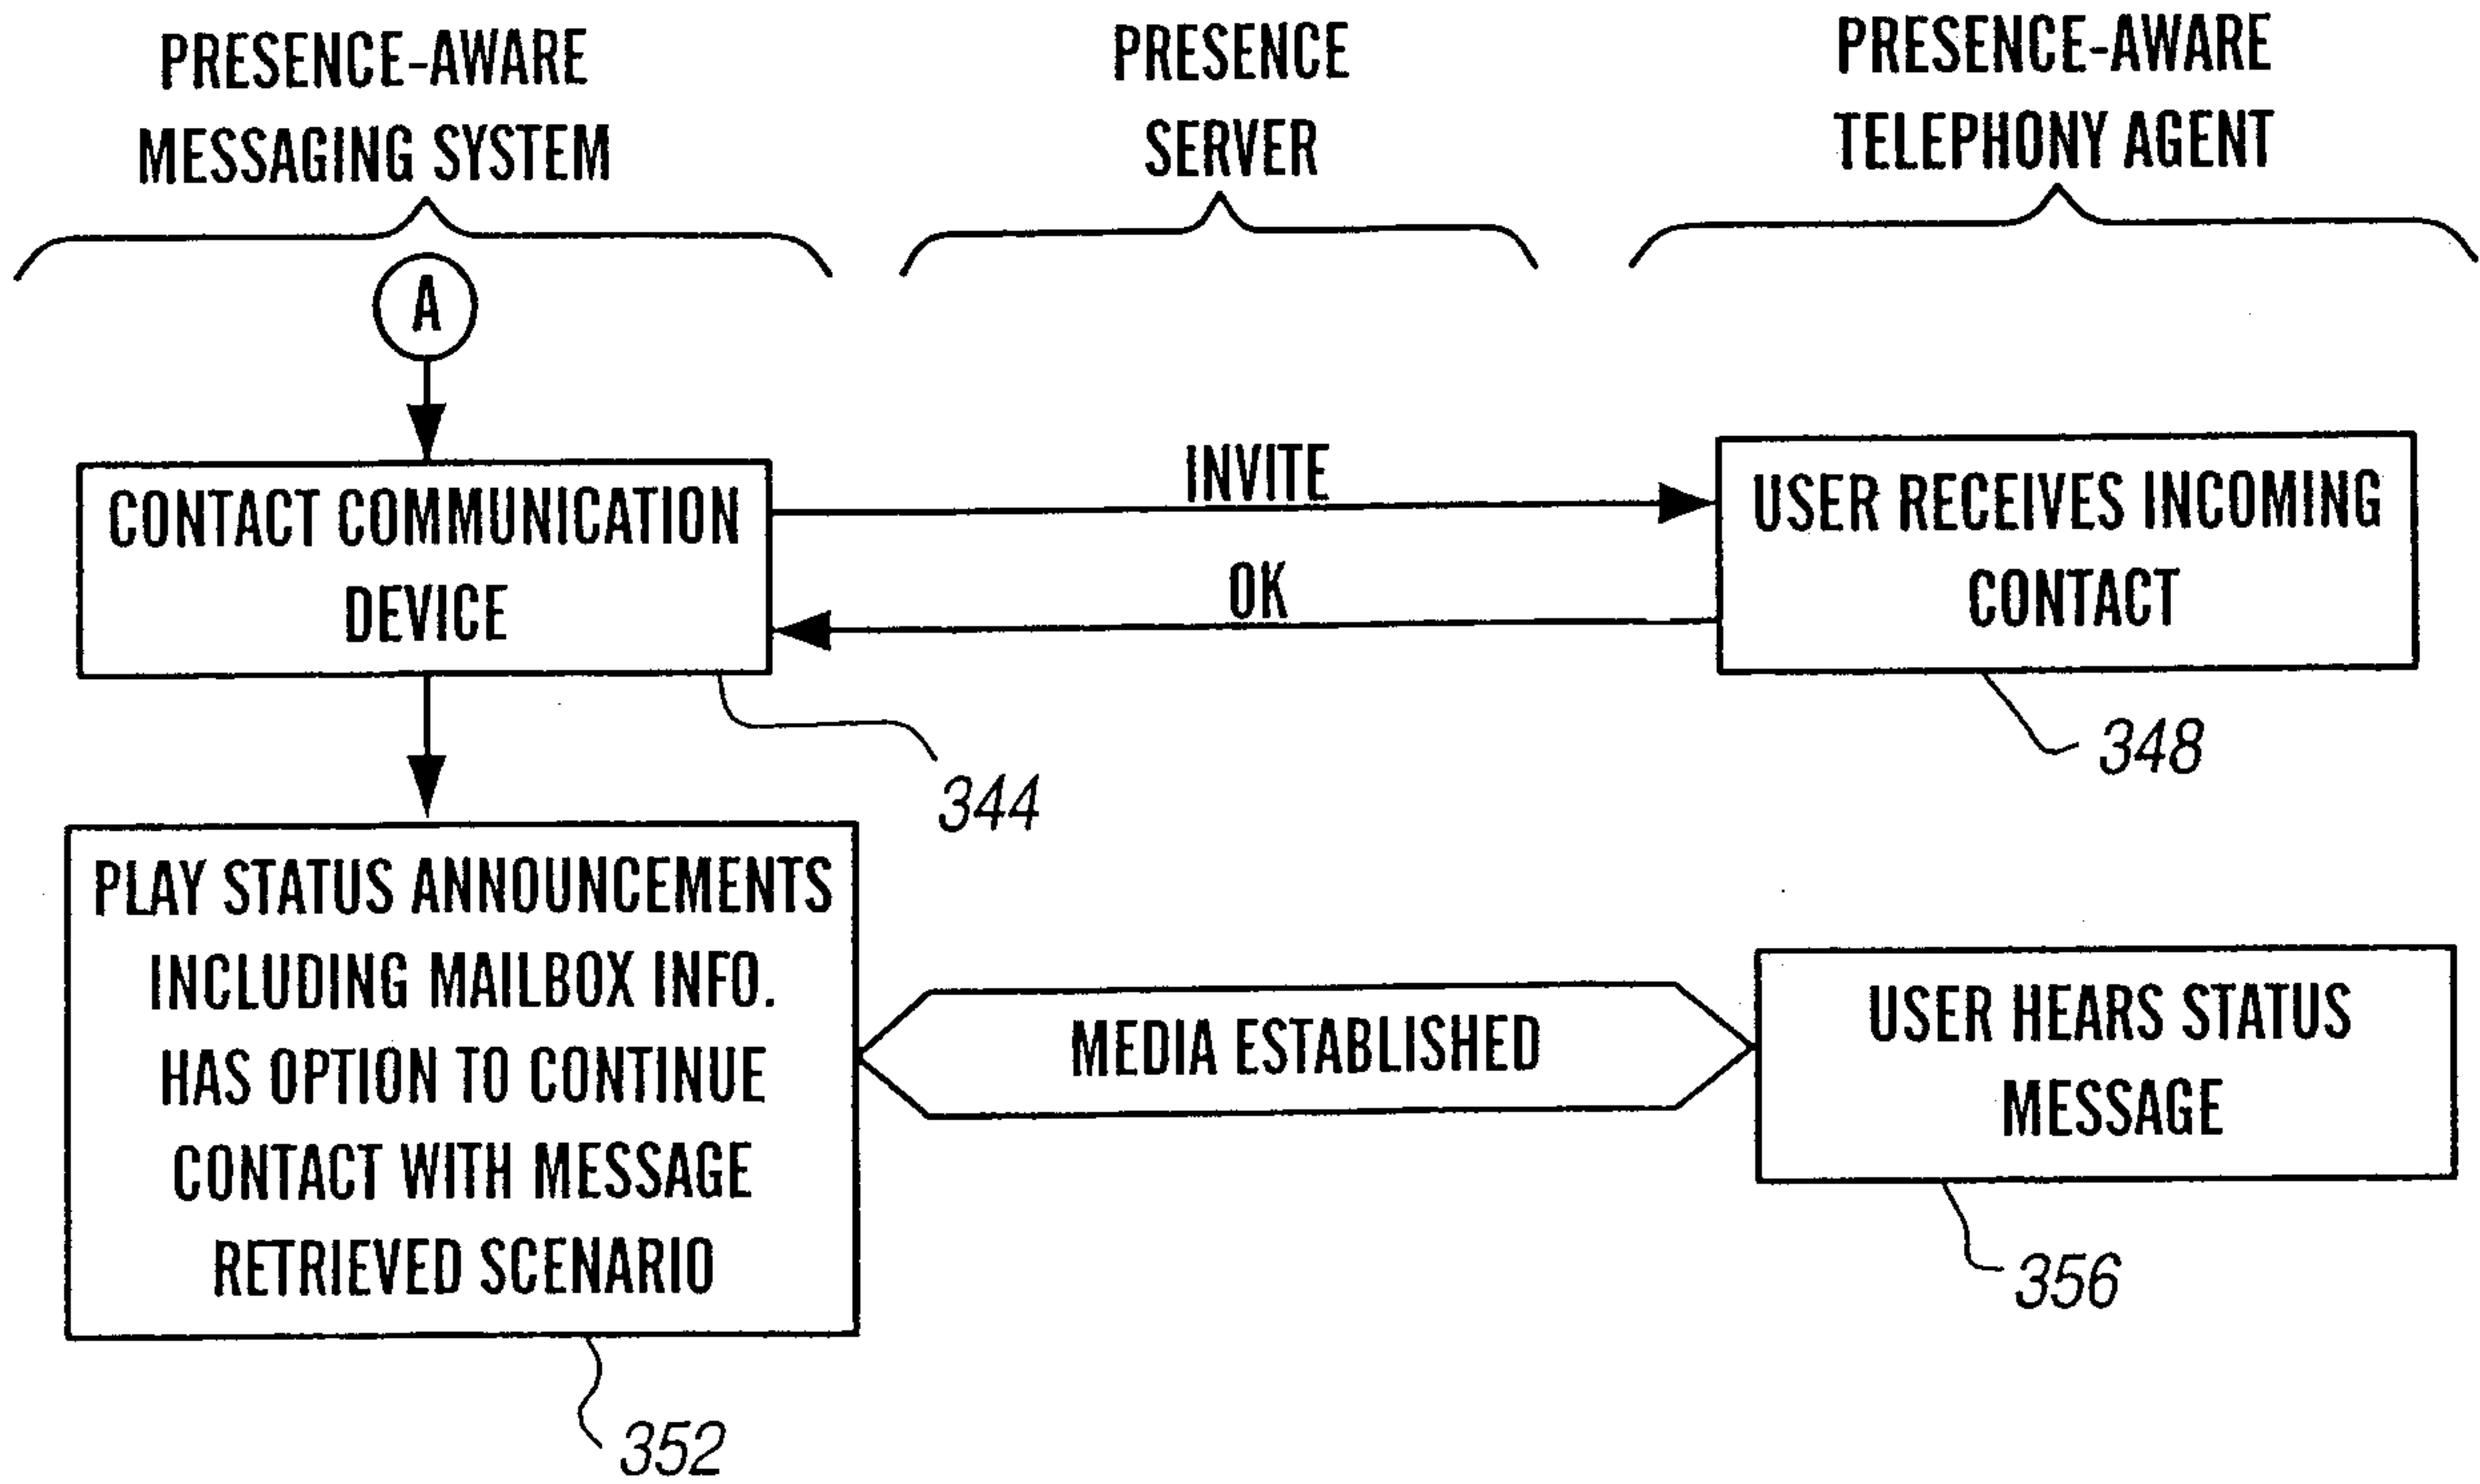 PRESENCE-AWARE
MESSAGING SYSTEM
PRESENCE
SERVER
PRESENCE-AWARE
TELEPHONY AGENT
A
CONTACT COMMUNICATION
DEVICE
INVITE
OK
USER RECEIVES INCOMING
CONTACT
344
348
PLAY STATUS ANNOUNCEMENTS
INCLUDING MAILBOX INFO.
HAS OPTION TO CONTINUE
CONTACT WITH MESSAGE
RETRIEVED SCENARIO
MEDIA ESTABLISHED
USER HEARS STATUS
MESSAGE
356
352